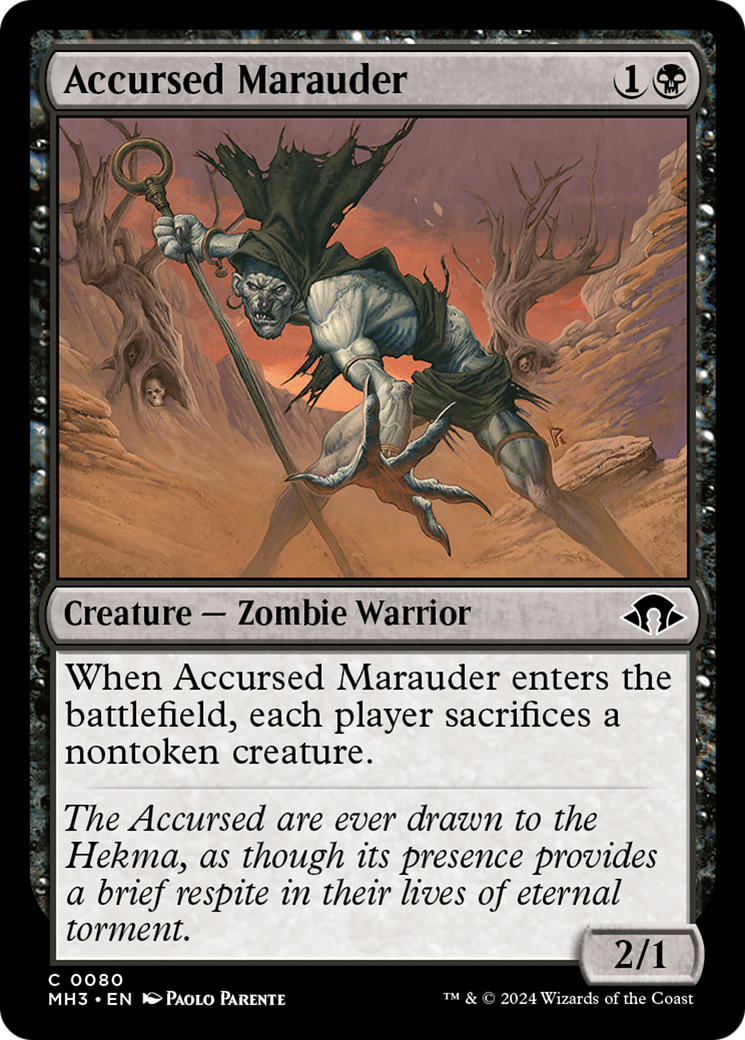 Accursed Marauder 1
Creature — Zombie Warrior
When Accursed Marauder enters the
battlefield, each player sacrifices a
nontoken creature.
The Accursed are ever drawn to the
Hekma, as though its presence provides
a brief respite in their lives of eternal
torment.
2/1
C 0080
MH3 • EN Paolo Parente
™ & © 2024 Wizards of the Coast